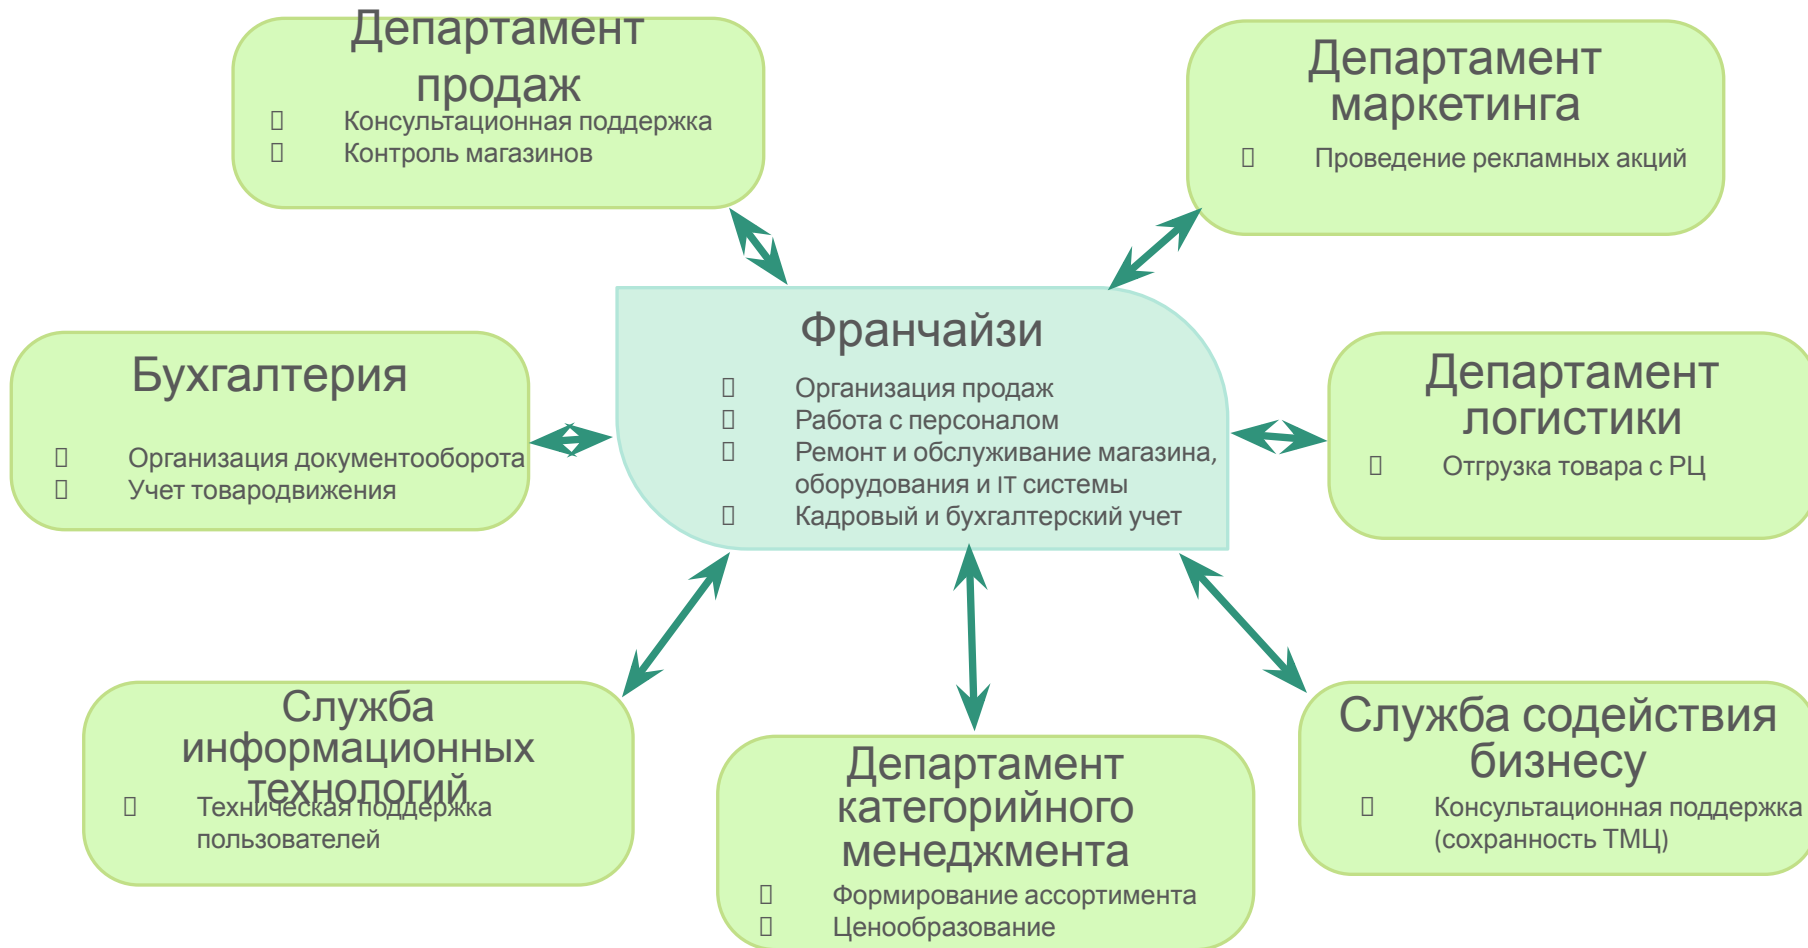 Департамент
продаж
Консультационная поддержка
Контроль магазинов
Департамент
маркетинга
Проведение рекламных акций
Франчайзи
Организация продаж
Работа с персоналом
Ремонт и обслуживание магазина,
оборудования и IT системы
Кадровый и бухгалтерский учет
Бухгалтерия
Организация документооборота
Учет товародвижения
Департамент
логистики
Отгрузка товара с РЦ
Служба
информационных
технологий
Техническая поддержка
пользователей
Департамент
категорийного
менеджмента
Формирование ассортимента
Ценообразование
Служба содействия
бизнесу
Консультационная поддержка
(сохранность ТМЦ)